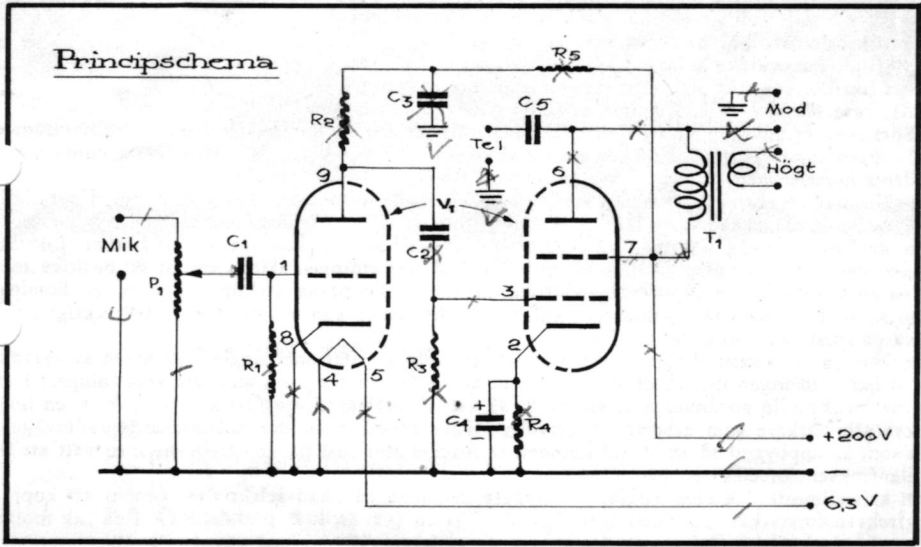 Principschema
R5
C3
R2
C5
Mod
Tel
Högt
9
6
V1
T1
Mik
C1
C2
7
P1
1
3
8
2
R1
4
5
R3
+
C4
−
R4
+200V
−
6,3 V